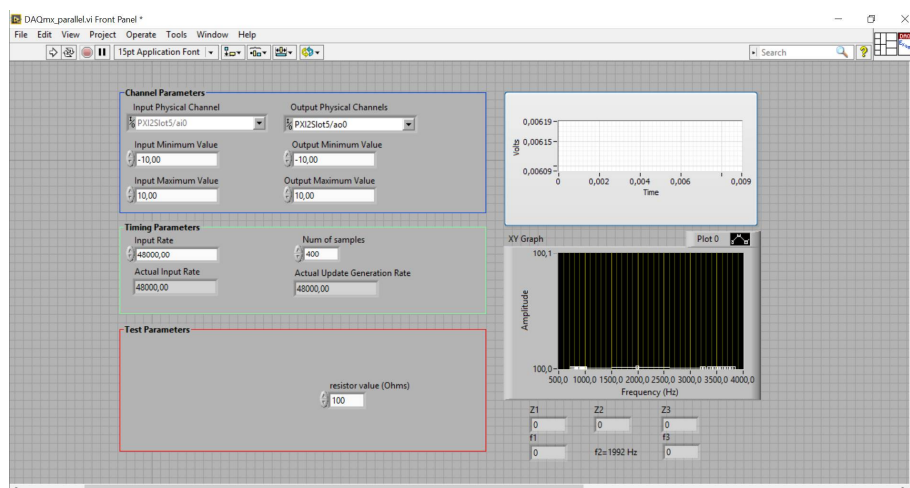 DAQmx_parallel.vi Front Panel *
File Edit View Project Operate Tools Window Help
15pt Application Font
Search
Channel Parameters
Input Physical Channel
Output Physical Channels
PXI2Slot5/ai0
PXI2Slot5/ao0
Input Minimum Value
Output Minimum Value
-10,00
-10,00
Input Maximum Value
Output Maximum Value
10,00
10,00
Timing Parameters
Input Rate
Num of samples
48000,00
400
Actual Input Rate
Actual Update Generation Rate
48000,00
48000,00
Test Parameters
resistor value (Ohms)
100
0,00619
Volts
0,00615
0,00609
0 0,002 0,004 0,006 0,009
Time
XY Graph
Plot 0
100,1
Amplitude
100,0
500,0 1000,0 1500,0 2000,0 2500,0 3000,0 3500,0 4000,0
Frequency (Hz)
Z1 Z2 Z3
0 0 0
f1 f3
0 f2=1992 Hz 0